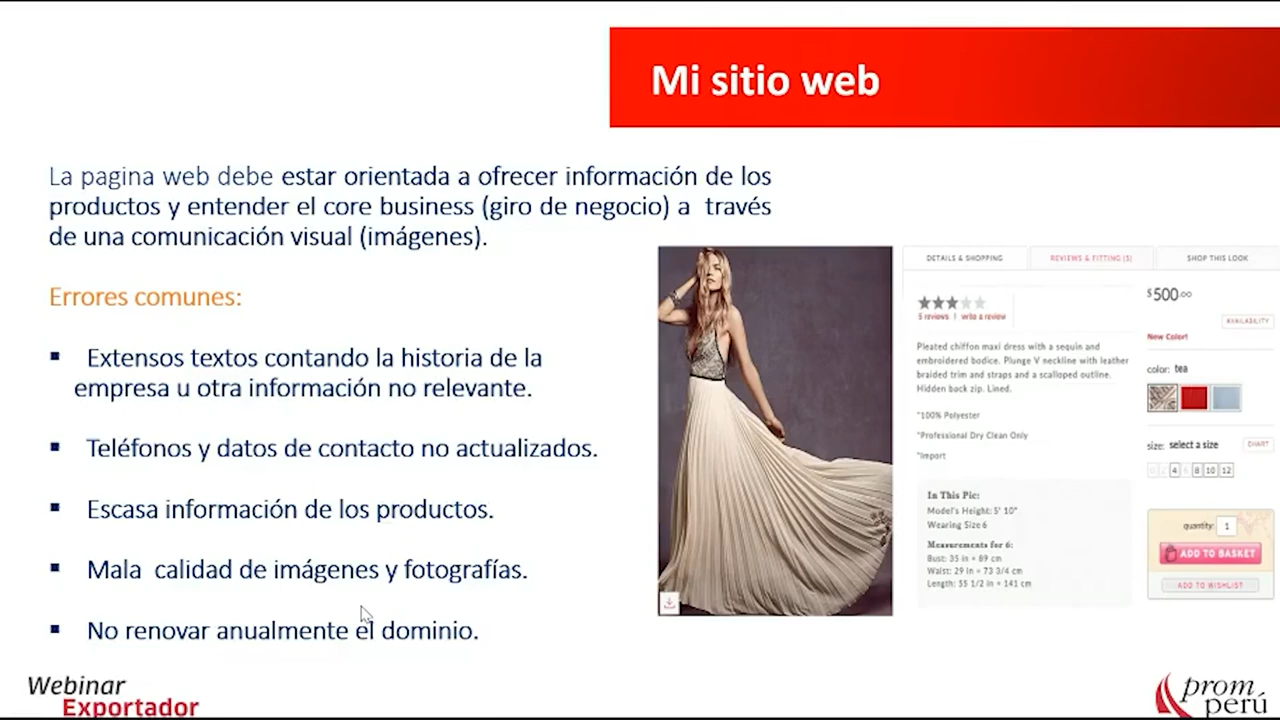 Mi sitio web
La pagina web debe estar orientada a ofrecer información de los
productos y entender el core business (giro de negocio) a través
de una comunicación visual (imágenes).
Errores comunes:
▪ Extensos textos contando la historia de la
empresa u otra información no relevante.
▪ Teléfonos y datos de contacto no actualizados.
▪ Escasa información de los productos.
▪ Mala calidad de imágenes y fotografías.
▪ No renovar anualmente el dominio.
DETAILS & SHOPPING
REVIEWS & FITTING (5)
SHOP THIS LOOK
5 reviews | write a review
Pleated chiffon maxi dress with a sequin and
embroidered bodice. Plunge V neckline with leather
braided trim and straps and a scalloped outline.
Hidden back zip. Lined.
*100% Polyester
*Professional Dry Clean Only
*Import
In This Pic:
Model's Height: 5' 10"
Wearing Size 6
Measurements for 6:
Bust: 35 in = 89 cm
Waist: 29 in = 73 3/4 cm
Length: 55 1/2 in = 141 cm
$500.00
AVAILABILITY
New Color!
color: tea
size: select a size CHART
0 2 4 6 8 10 12
quantity: 1
ADD TO BASKET
ADD TO WISHLIST
Webinar
Exportador
prom
perú